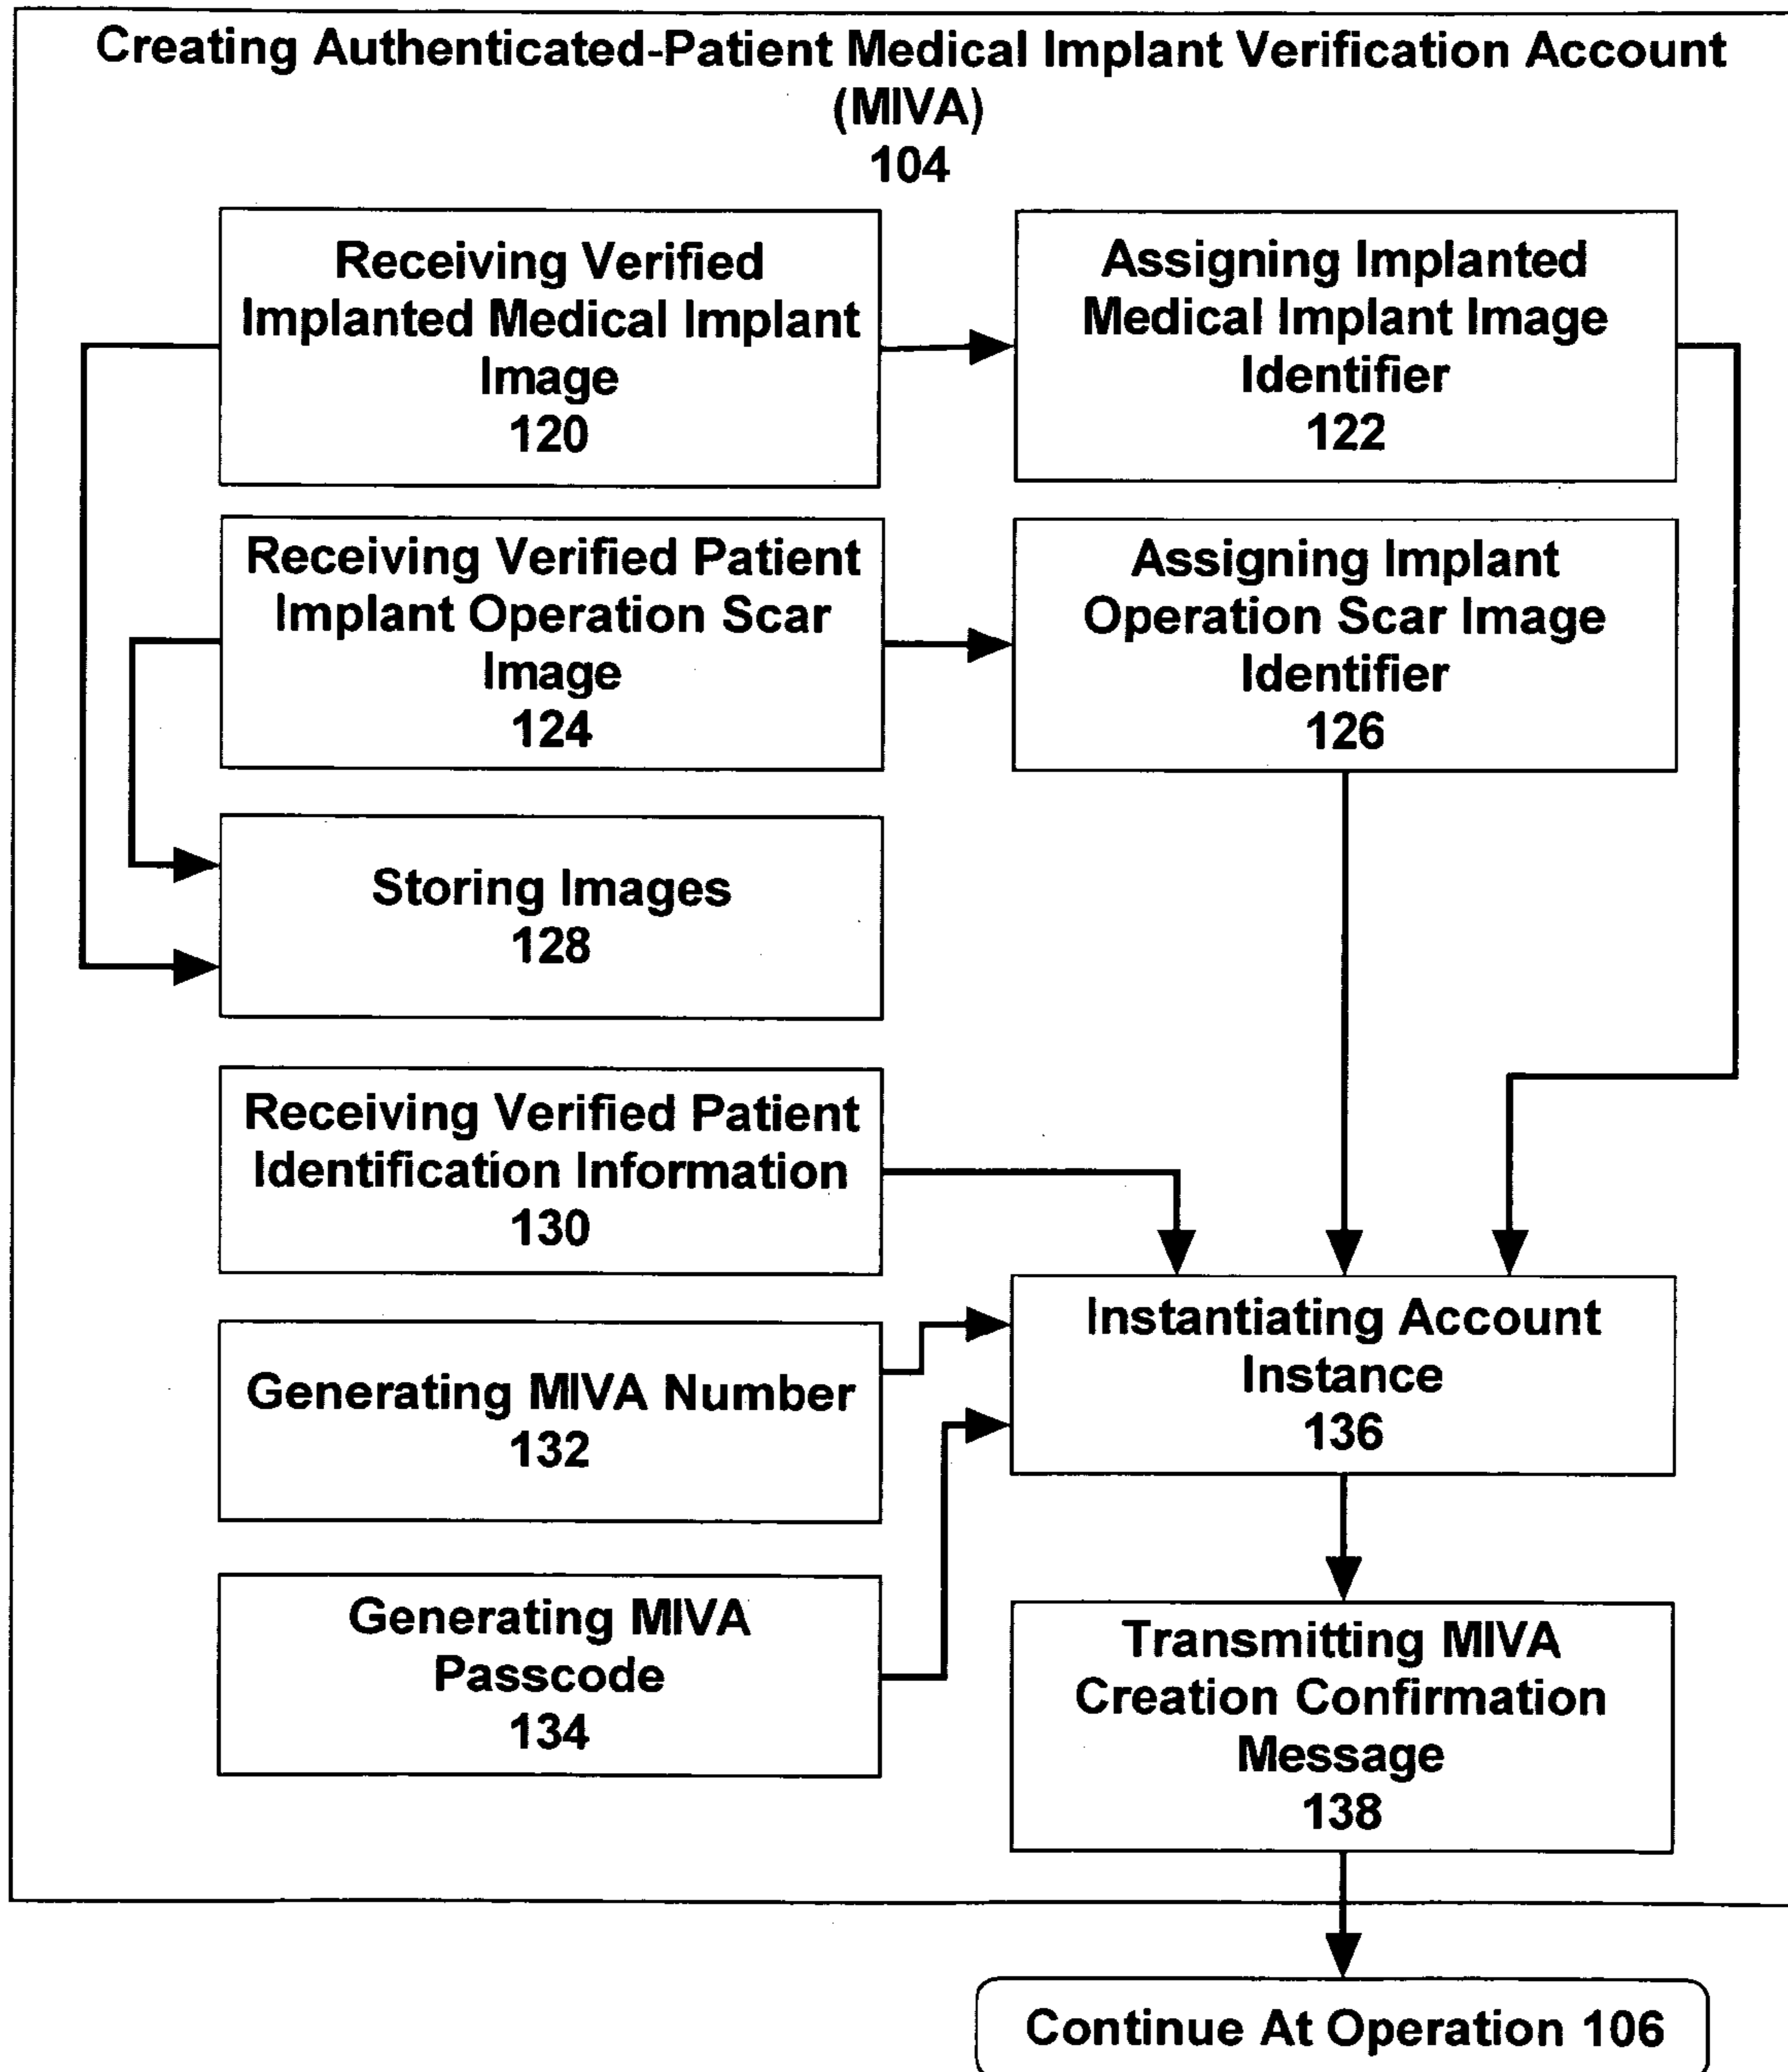 Creating Authenticated-Patient Medical Implant Verification Account
(MIVA)
104
Receiving Verified
Implanted Medical Implant
Image
120
Assigning Implanted
Medical Implant Image
Identifier
122
Receiving Verified Patient
Implant Operation Scar
Image
124
Assigning Implant
Operation Scar Image
Identifier
126
Storing Images
128
Receiving Verified Patient
Identification Information
130
Generating MIVA Number
132
Instantiating Account
Instance
136
Generating MIVA
Passcode
134
Transmitting MIVA
Creation Confirmation
Message
138
Continue At Operation 106